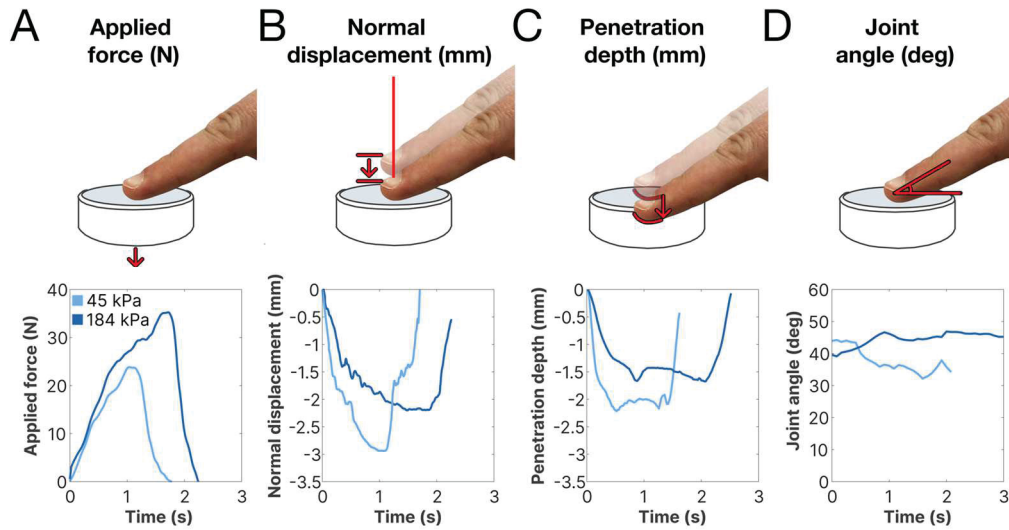 A
Applied
force (N)
B
Normal
displacement (mm)
C
Penetration
depth (mm)
D
Joint
angle (deg)
Applied force (N)
40
30
20
10
0
45 kPa
184 kPa
0
1
2
3
Time (s)
Normal displacement (mm)
0
-0.5
-1
-1.5
-2
-2.5
-3
-3.5
0
1
2
3
Time (s)
Penetration depth (mm)
0
-0.5
-1
-1.5
-2
-2.5
-3
-3.5
0
1
2
3
Time (s)
Joint angle (deg)
60
50
40
30
20
10
0
0
1
2
3
Time (s)